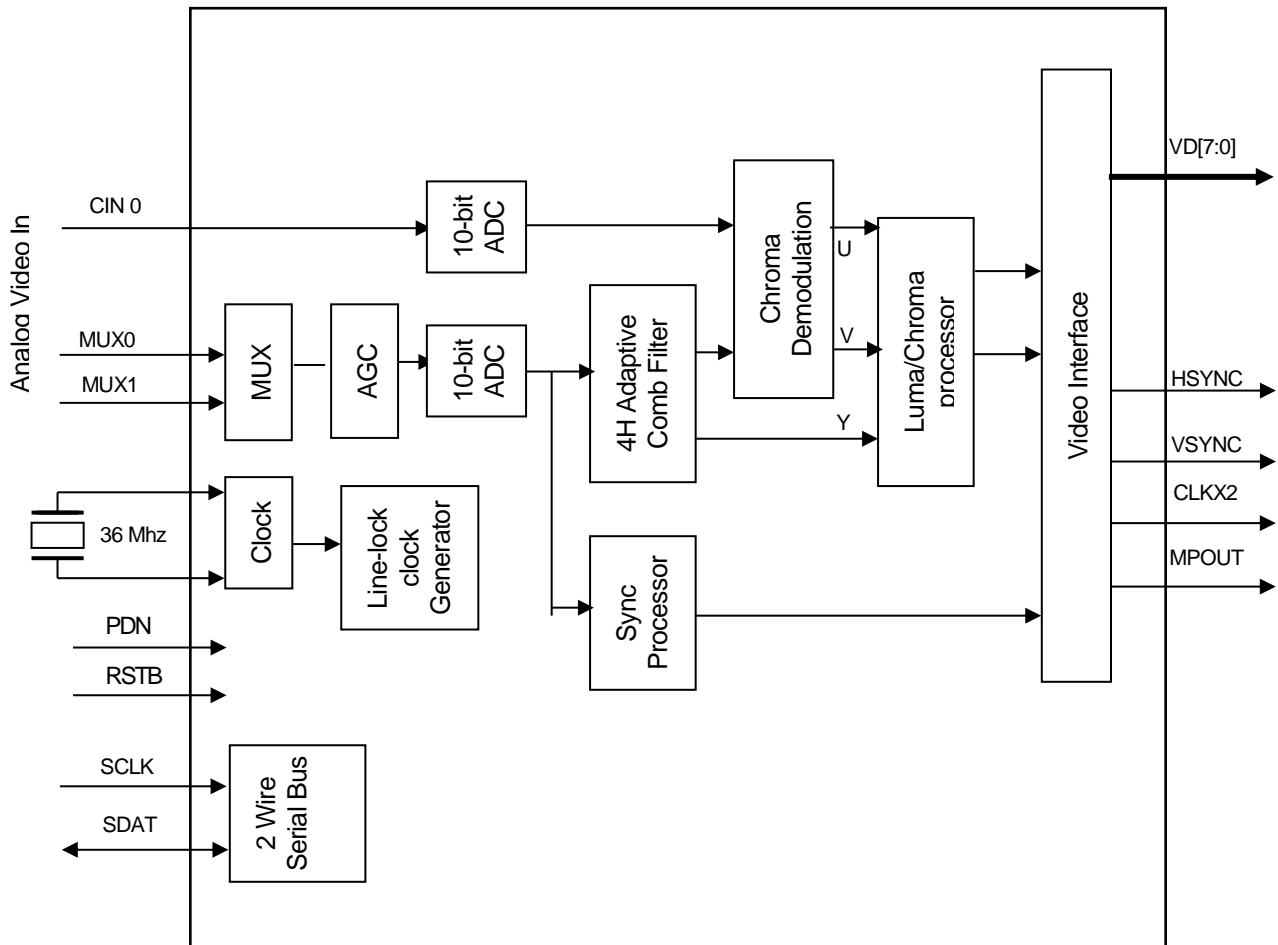 Analog Video In
CIN 0
MUX0
MUX1
36 Mhz
PDN
RSTB
SCLK
SDAT
10-bit
ADC
MUX
AGC
10-bit
ADC
Clock
Line-lock
clock
Generator
2 Wire
Serial Bus
4H Adaptive
Comb Filter
Sync
Processor
Chroma
Demodulation
U
V
Y
Luma/Chroma
processor
Video Interface
VD[7:0]
HSYNC
VSYNC
CLKX2
MPOUT